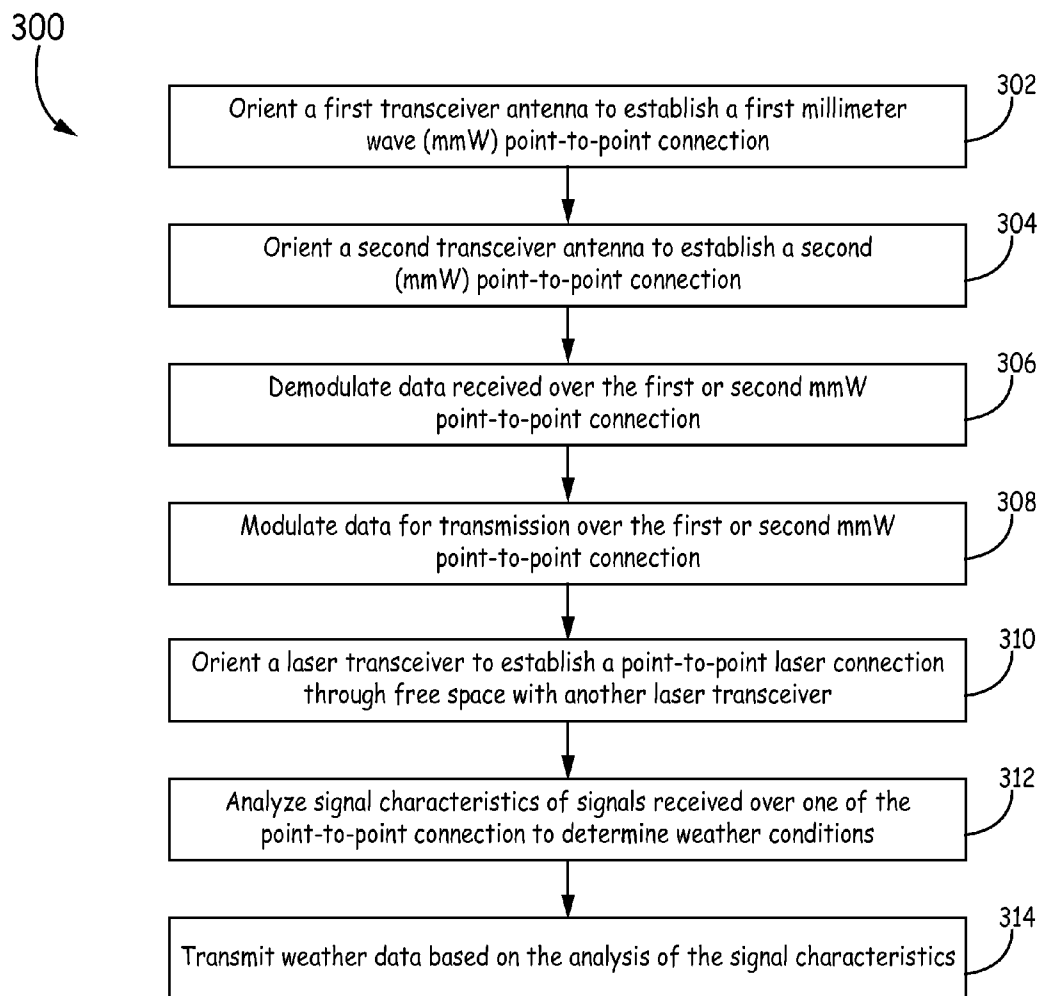 300
302
Orient a first transceiver antenna to establish a first millimeter
wave (mmW) point-to-point connection
304
Orient a second transceiver antenna to establish a second
(mmW) point-to-point connection
306
Demodulate data received over the first or second mmW
point-to-point connection
308
Modulate data for transmission over the first or second mmW
point-to-point connection
310
Orient a laser transceiver to establish a point-to-point laser connection
through free space with another laser transceiver
312
Analyze signal characteristics of signals received over one of the
point-to-point connection to determine weather conditions
314
Transmit weather data based on the analysis of the signal characteristics